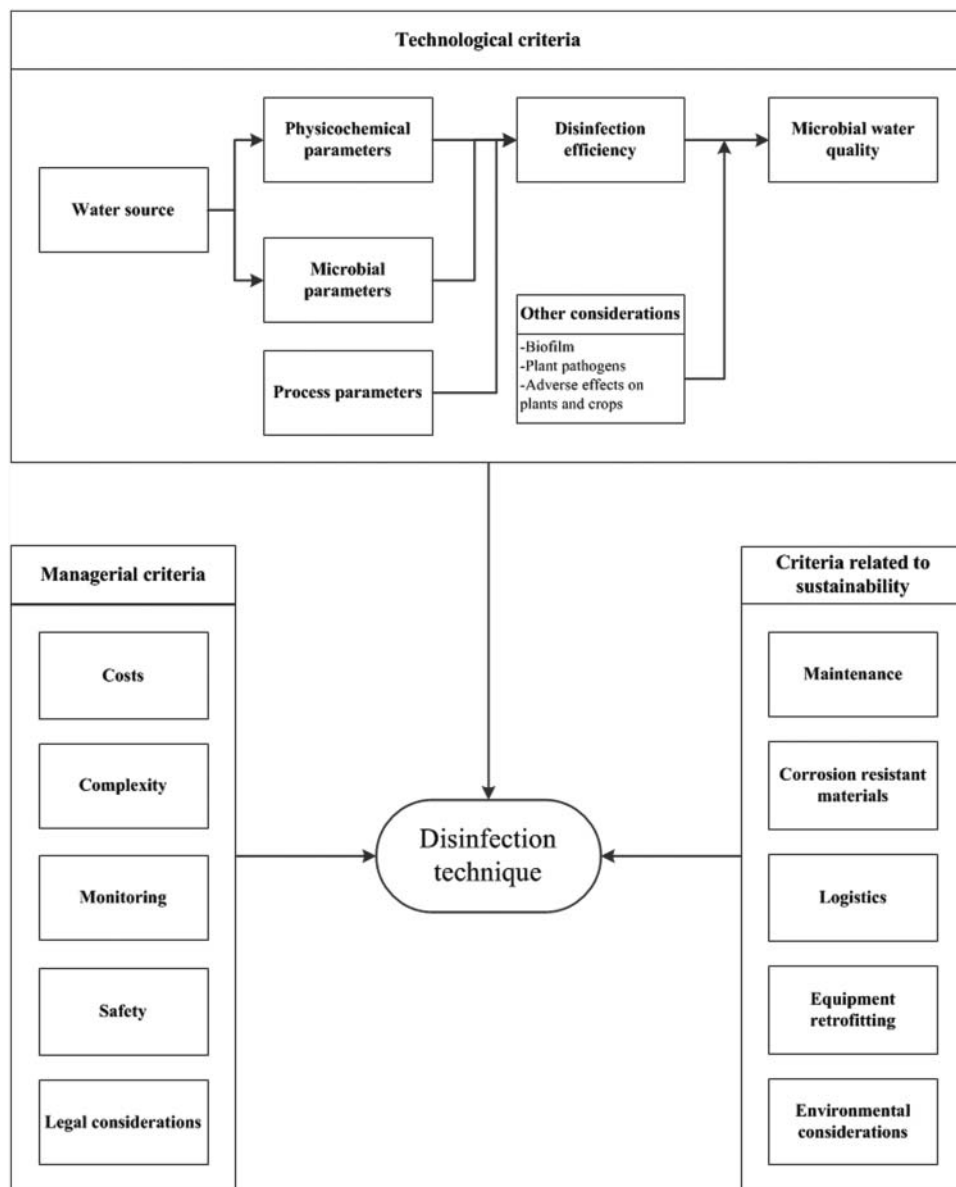 Technological criteria
Physicochemical
parameters
Disinfection
efficiency
Microbial water
quality
Water source
Microbial
parameters
Other considerations
-Biofilm
-Plant pathogens
-Adverse effects on
plants and crops
Process parameters
Managerial criteria
Costs
Complexity
Monitoring
Safety
Legal considerations
Disinfection
technique
Criteria related to
sustainability
Maintenance
Corrosion resistant
materials
Logistics
Equipment
retrofitting
Environmental
considerations